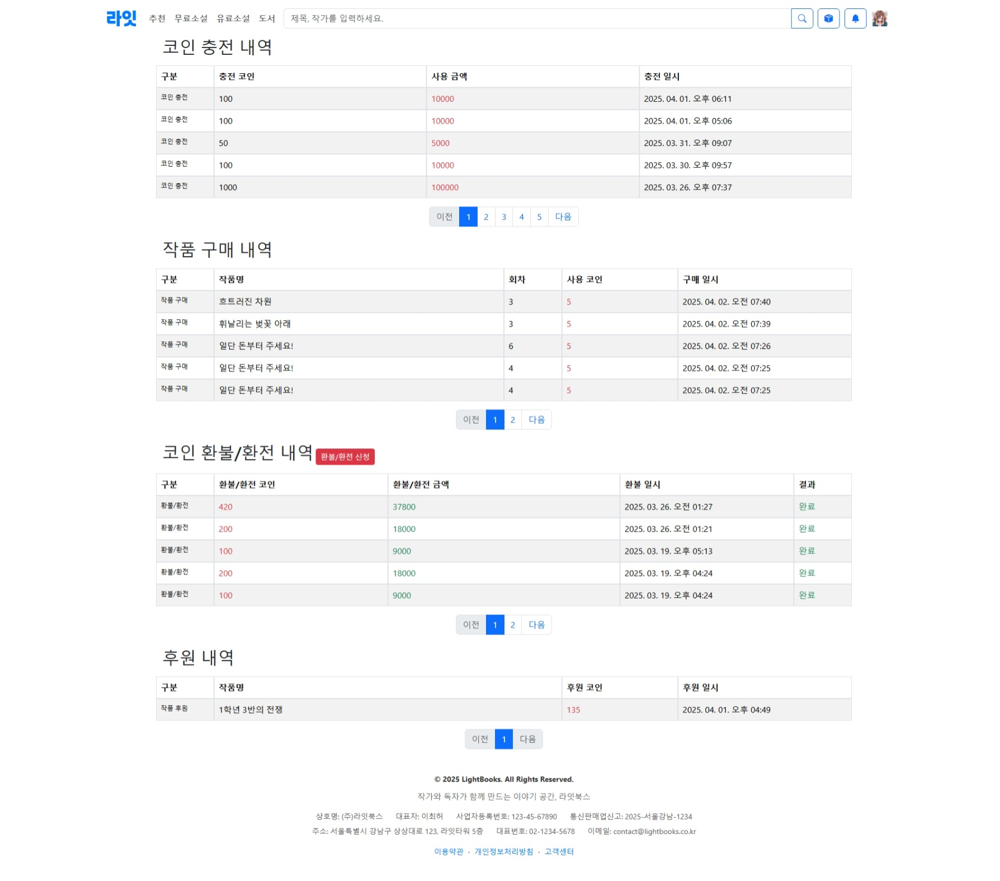 라잇 추천 무료소설 유료소설 도서 제목, 작가를 입력하세요.
코인 충전 내역
구분 충전 코인 사용 금액 충전 일시
코인 충전 100 10000 2025. 04. 01. 오후 06:11
코인 충전 100 10000 2025. 04. 01. 오후 05:06
코인 충전 50 5000 2025. 03. 31. 오후 09:07
코인 충전 100 10000 2025. 03. 30. 오후 09:57
코인 충전 1000 100000 2025. 03. 26. 오후 07:37
이전 1 2 3 4 5 다음
작품 구매 내역
구분 작품명 회차 사용 코인 구매 일시
작품 구매 흐트러진 차원 3 5 2025. 04. 02. 오전 07:40
작품 구매 휘날리는 벚꽃 아래 3 5 2025. 04. 02. 오전 07:39
작품 구매 일단 돈부터 주세요! 6 5 2025. 04. 02. 오전 07:26
작품 구매 일단 돈부터 주세요! 4 5 2025. 04. 02. 오전 07:25
작품 구매 일단 돈부터 주세요! 4 5 2025. 04. 02. 오전 07:25
이전 1 2 다음
코인 환불/환전 내역 환불/환전 신청
구분 환불/환전 코인 환불/환전 금액 환불 일시 결과
환불/환전 420 37800 2025. 03. 26. 오전 01:27 완료
환불/환전 200 18000 2025. 03. 26. 오전 01:21 완료
환불/환전 100 9000 2025. 03. 19. 오후 05:13 완료
환불/환전 200 18000 2025. 03. 19. 오후 04:24 완료
환불/환전 100 9000 2025. 03. 19. 오후 04:24 완료
이전 1 2 다음
후원 내역
구분 작품명 후원 코인 후원 일시
작품 후원 1학년 3반의 전쟁 135 2025. 04. 01. 오후 04:49
이전 1 다음
© 2025 LightBooks. All Rights Reserved.
작가와 독자가 함께 만드는 이야기 공간, 라잇북스
상호명: (주)라잇북스 대표자: 이최허 사업자등록번호: 123-45-67890 통신판매업신고: 2025-서울강남-1234
주소: 서울특별시 강남구 상상대로 123, 라잇타워 5층 대표번호: 02-1234-5678 이메일: contact@lightbooks.co.kr
이용약관 · 개인정보처리방침 · 고객센터